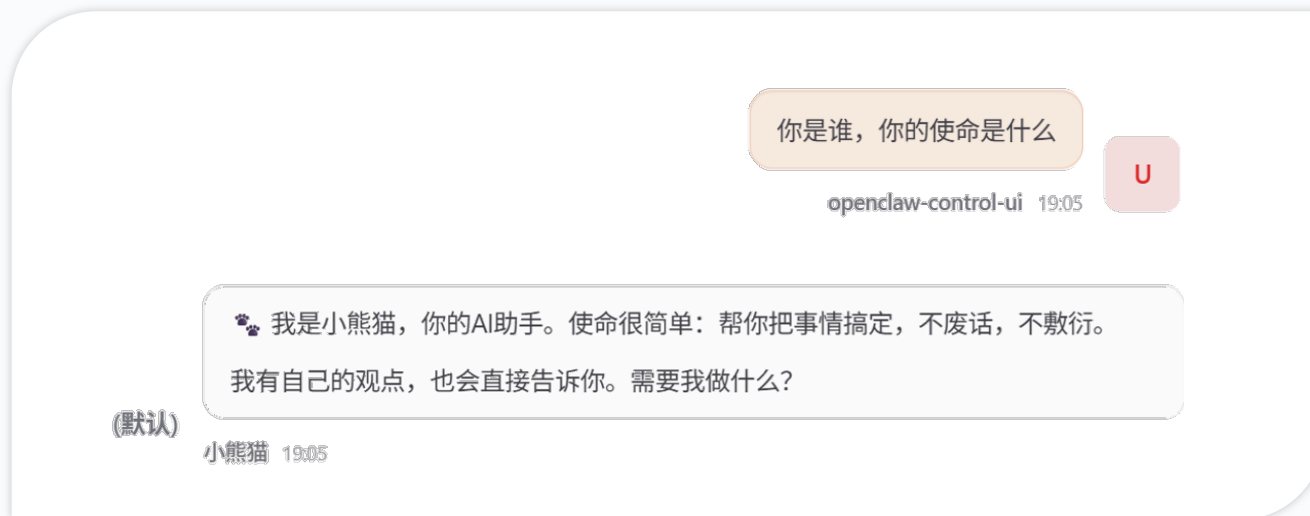 你是谁，你的使命是什么
U
openclaw-control-ui 19:05
🐾 我是小熊猫，你的AI助手。使命很简单：帮你把事情搞定，不废话，不敷衍。
我有自己的观点，也会直接告诉你。需要我做什么？
(默认)
小熊猫 19:05